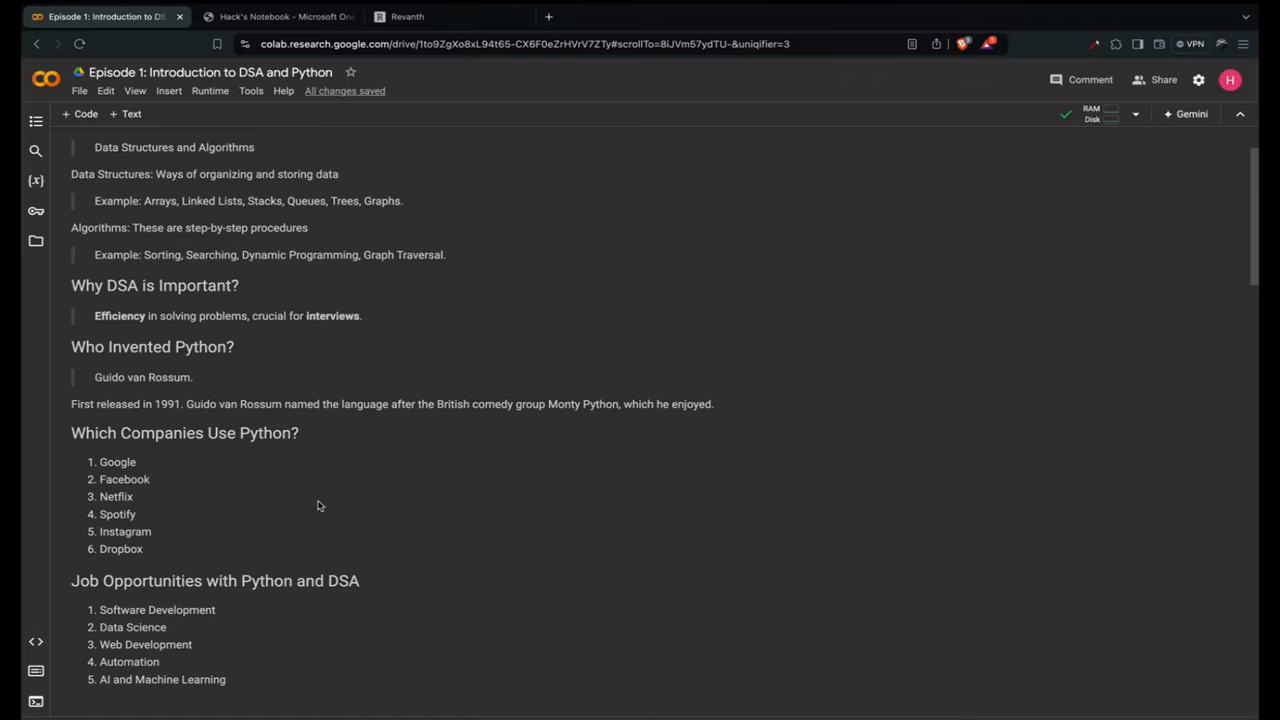 Episode 1: Introduction to DS
Hack's Notebook - Microsoft One
Revanth
colab.research.google.com/drive/1to9ZgXo8xL94t65-CX6F0eZrHVrV7ZTy#scrollTo=8iJVm57ydTU-&uniqifier=3
VPN
Episode 1: Introduction to DSA and Python
Comment
Share
H
File Edit View Insert Runtime Tools Help All changes saved
+ Code + Text
RAM
Disk
Gemini
Data Structures and Algorithms
Data Structures: Ways of organizing and storing data
Example: Arrays, Linked Lists, Stacks, Queues, Trees, Graphs.
Algorithms: These are step-by-step procedures
Example: Sorting, Searching, Dynamic Programming, Graph Traversal.
Why DSA is Important?
Efficiency in solving problems, crucial for interviews.
Who Invented Python?
Guido van Rossum.
First released in 1991. Guido van Rossum named the language after the British comedy group Monty Python, which he enjoyed.
Which Companies Use Python?
1. Google
2. Facebook
3. Netflix
4. Spotify
5. Instagram
6. Dropbox
Job Opportunities with Python and DSA
1. Software Development
2. Data Science
3. Web Development
4. Automation
5. AI and Machine Learning